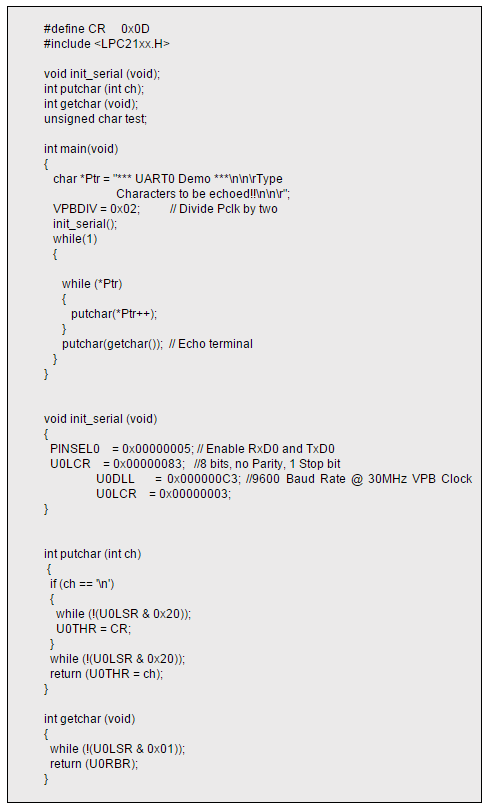 #define CR     0x0D
#include <LPC21xx.H>

void init_serial (void);
int putchar (int ch);
int getchar (void);
unsigned char test;

int main(void)
{
   char *Ptr = "*** UART0 Demo ***\n\n\rType
                      Characters to be echoed!!\n\n\r";
   VPBDIV = 0x02;         // Divide Pclk by two
   init_serial();
   while(1)
   {

      while (*Ptr)
      {
         putchar(*Ptr++);
      }
      putchar(getchar());  // Echo terminal
   }
}


void init_serial (void)
{
  PINSEL0    = 0x00000005; // Enable RxD0 and TxD0
  U0LCR    = 0x00000083;   //8 bits, no Parity, 1 Stop bit
                U0DLL      = 0x000000C3; //9600 Baud Rate @ 30MHz VPB Clock
                U0LCR    = 0x00000003;
}


int putchar (int ch)
 {
  if (ch == '\n')
  {
    while (!(U0LSR & 0x20));
    U0THR = CR;
  }
  while (!(U0LSR & 0x20));
  return (U0THR = ch);
}

int getchar (void)
{
  while (!(U0LSR & 0x01));
  return (U0RBR);
}